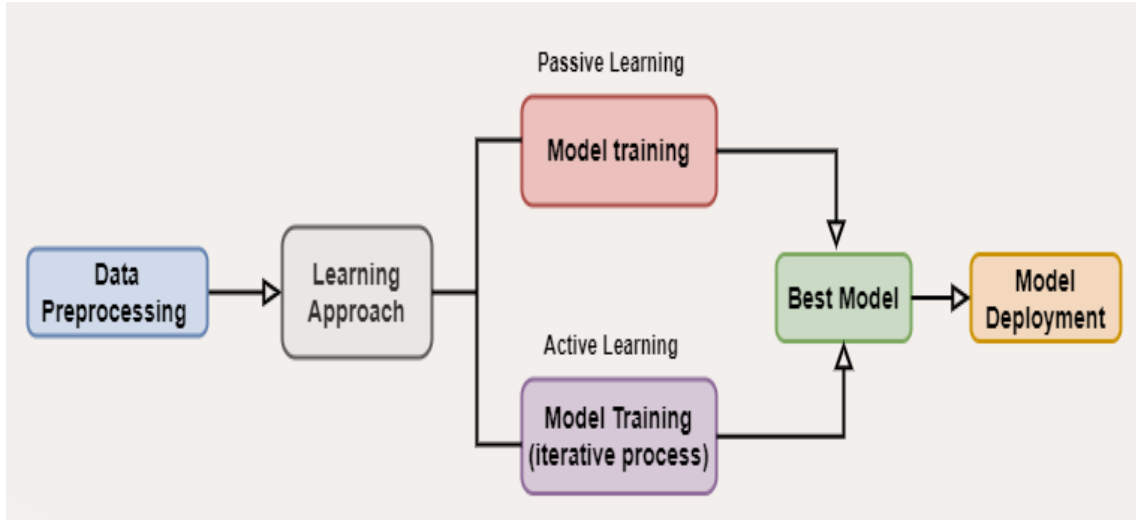 Data
Preprocessing
Learning
Approach
Passive Learning
Model training
Active Learning
Model Training
(iterative process)
Best Model
Model
Deployment